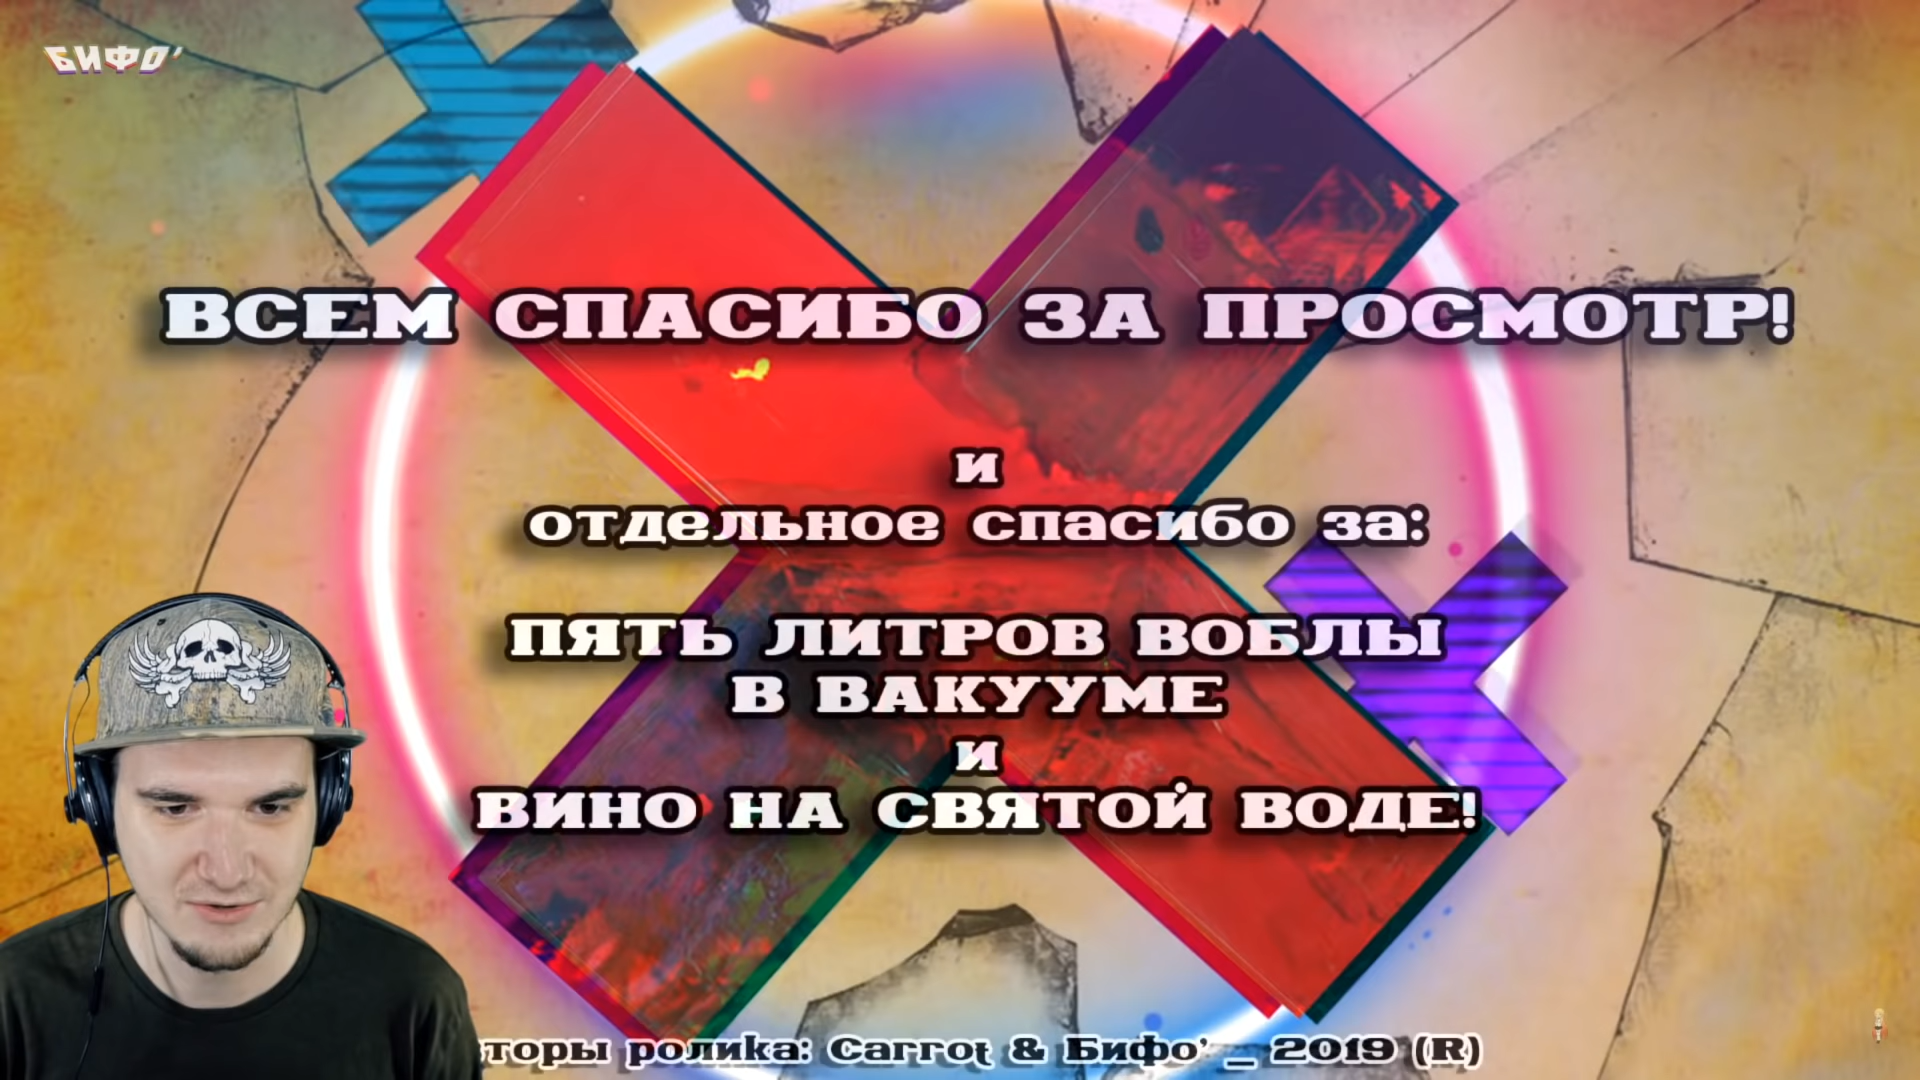 БИФО'
ВСЕМ СПАСИБО ЗА ПРОСМОТР!
и
отдельное спасибо за:
ПЯТЬ ЛИТРОВ ВОБЛЫ
В ВАКУУМЕ
и
ВИНО НА СВЯТОЙ ВОДЕ!
торы ролика: Carrot & Бифо' _ 2019 (R)